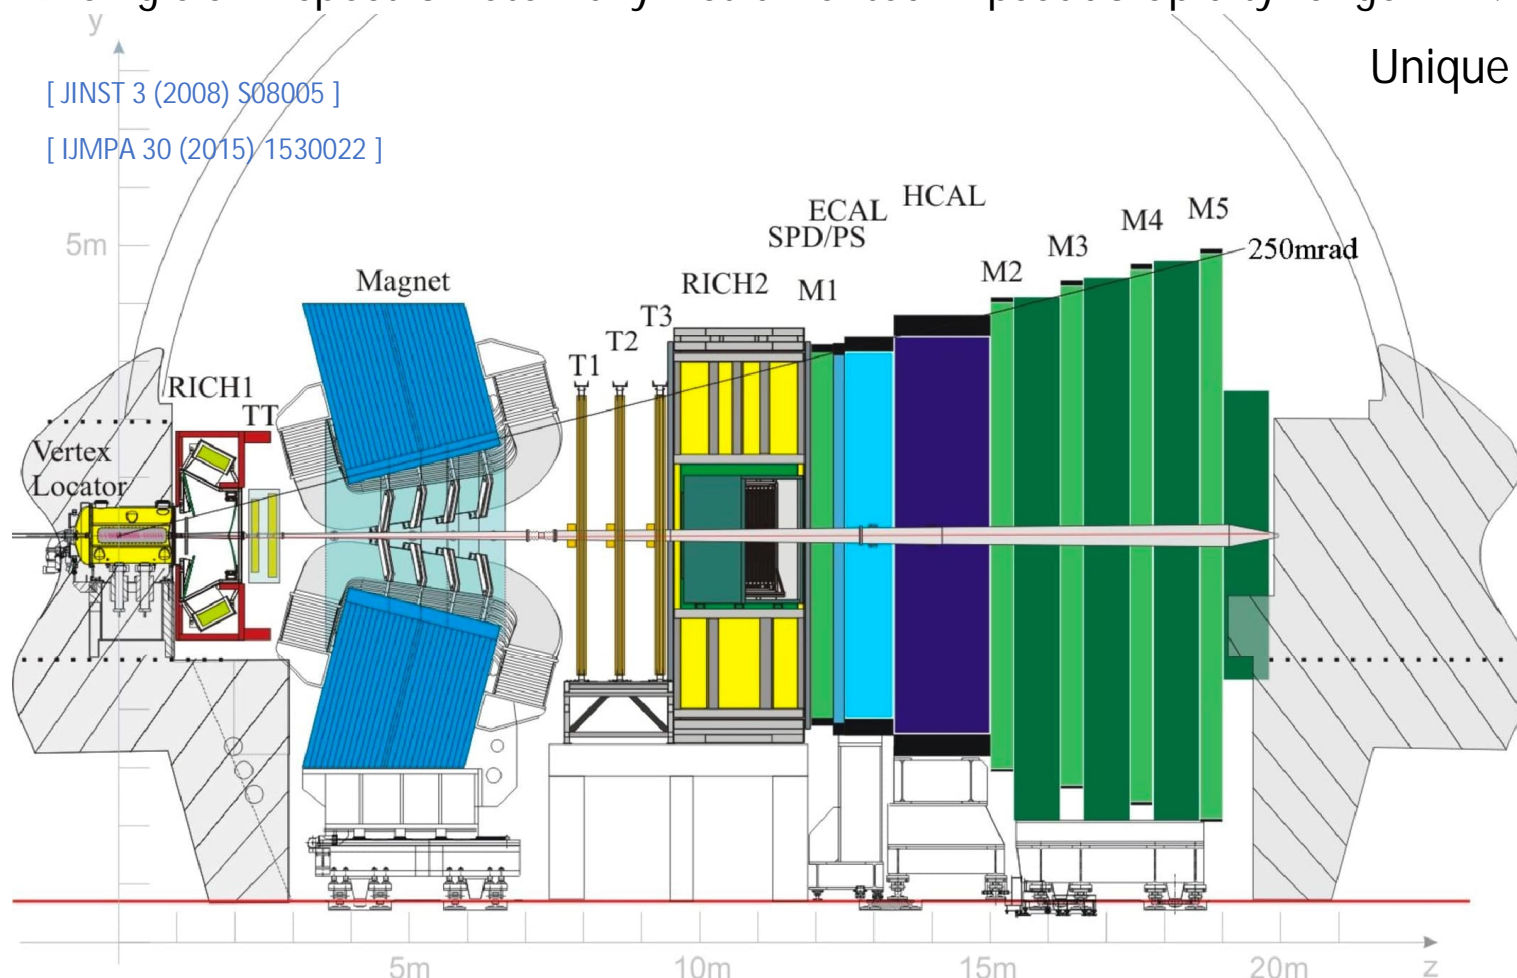 y
Unique
[ JINST 3 (2008) S08005 ]
[ IJMPA 30 (2015) 1530022 ]
ECAL
HCAL
SPD/PS
M4
M5
M3
5m
250mrad
Magnet
RICH2
M1
M2
T3
T2
T1
RICH1
TT
Vertex
Locator
5m
10m
15m
20m
z